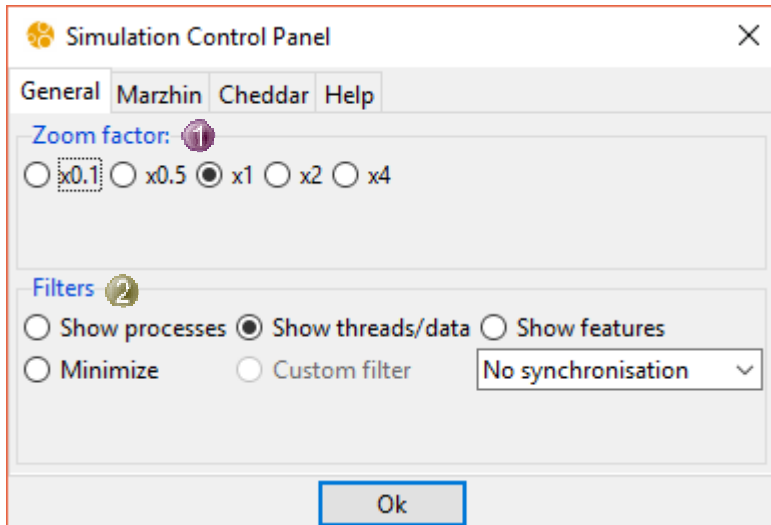 Simulation Control Panel
General Marzhin Cheddar Help
Zoom factor: 1
x0.1 x0.5 x1 x2 x4
Filters 2
Show processes Show threads/data Show features
Minimize Custom filter No synchronisation
Ok